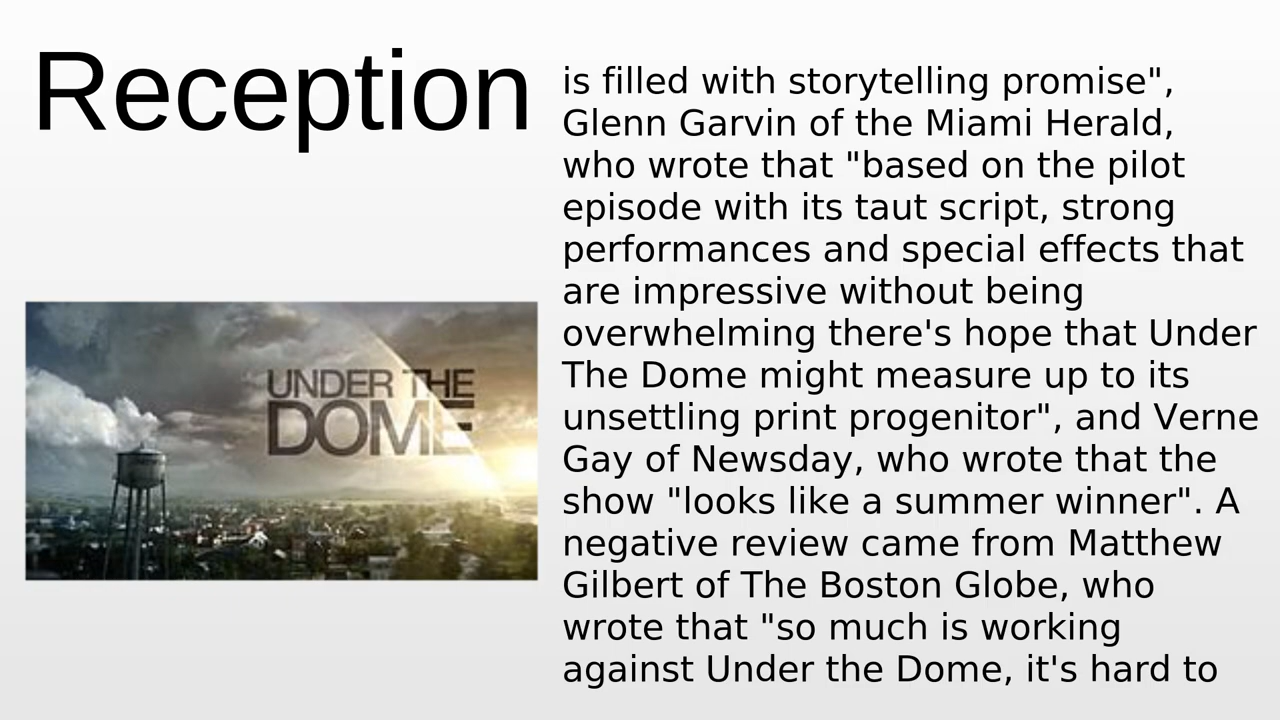 Reception
is filled with storytelling promise",
Glenn Garvin of the Miami Herald,
who wrote that "based on the pilot
episode with its taut script, strong
performances and special effects that
are impressive without being
overwhelming there's hope that Under
The Dome might measure up to its
unsettling print progenitor", and Verne
Gay of Newsday, who wrote that the
show "looks like a summer winner". A
negative review came from Matthew
Gilbert of The Boston Globe, who
wrote that "so much is working
against Under the Dome, it's hard to
UNDER THE
DOME